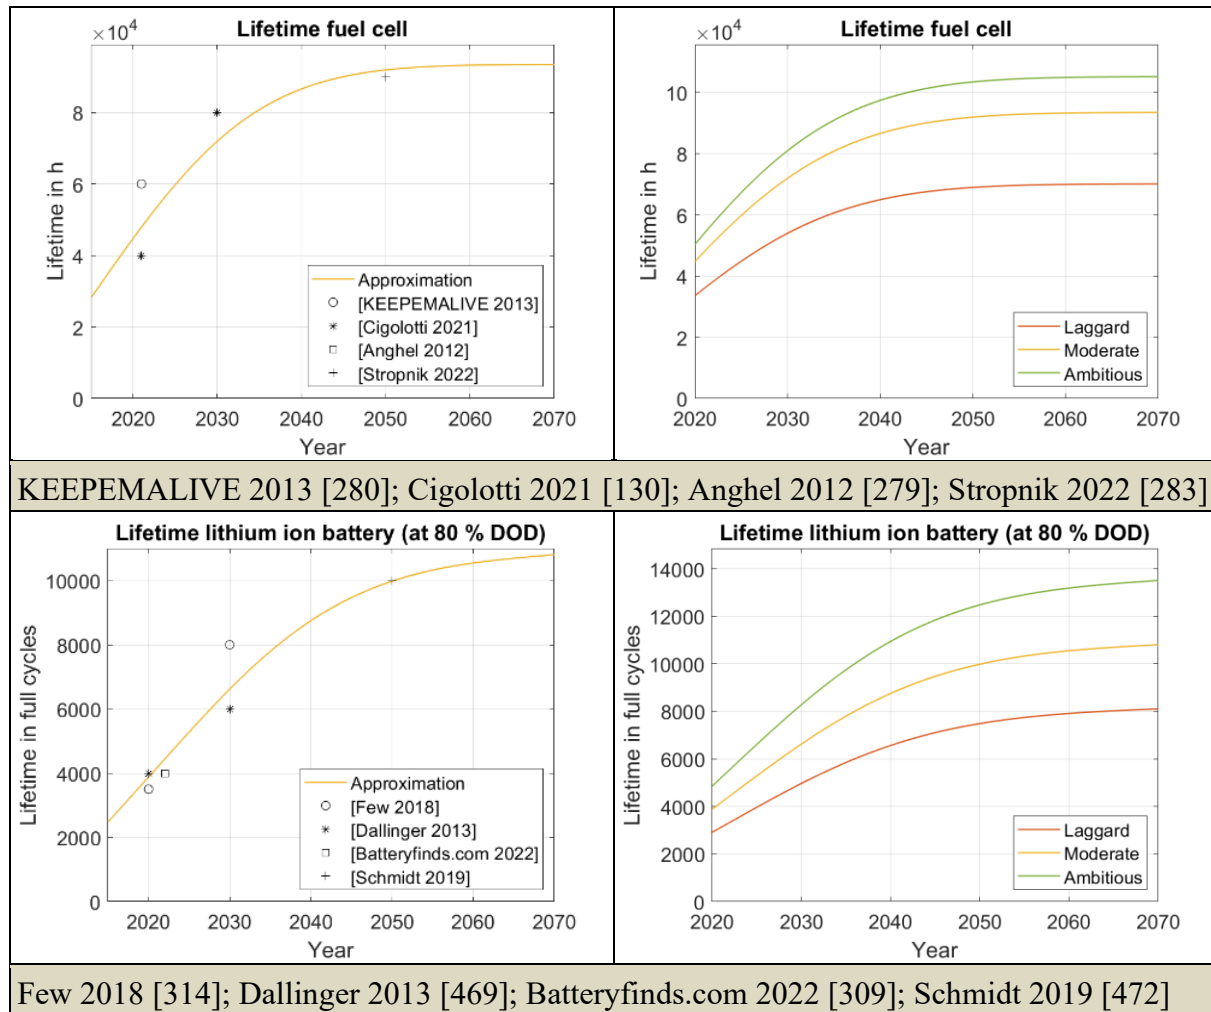 Lifetime fuel cell
×10⁴
8
6
4
2
0
Lifetime in h
Approximation
[KEEPEMALIVE 2013]
[Cigolotti 2021]
[Anghel 2012]
[Stropnik 2022]
2020 2030 2040 2050 2060 2070
Year
Lifetime fuel cell
×10⁴
10
8
6
4
2
0
Lifetime in h
Laggard
Moderate
Ambitious
2020 2030 2040 2050 2060 2070
Year
KEEPEMALIVE 2013 [280]; Cigolotti 2021 [130]; Anghel 2012 [279]; Stropnik 2022 [283]
Lifetime lithium ion battery (at 80 % DOD)
10000
8000
6000
4000
2000
0
Lifetime in full cycles
Approximation
[Few 2018]
[Dallinger 2013]
[Batteryfinds.com 2022]
[Schmidt 2019]
2020 2030 2040 2050 2060 2070
Year
Lifetime lithium ion battery (at 80 % DOD)
14000
12000
10000
8000
6000
4000
2000
0
Lifetime in full cycles
Laggard
Moderate
Ambitious
2020 2030 2040 2050 2060 2070
Year
Few 2018 [314]; Dallinger 2013 [469]; Batteryfinds.com 2022 [309]; Schmidt 2019 [472]